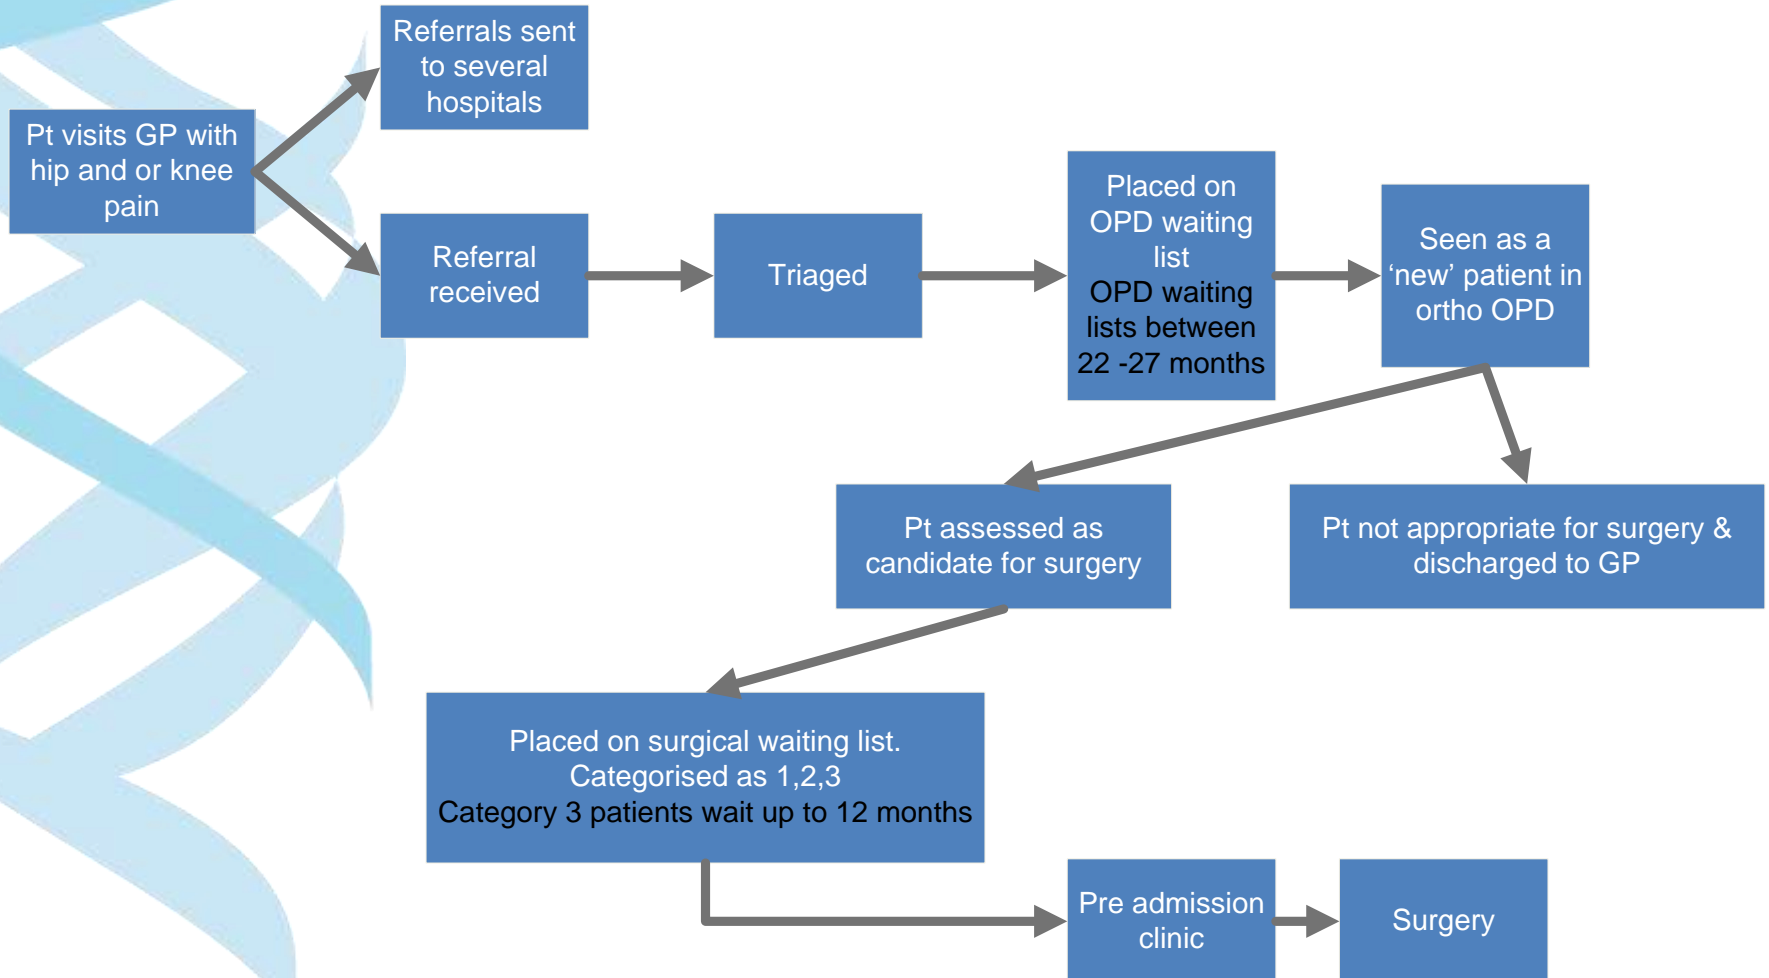 Referrals sent
to several
hospitals
Pt visits GP with
hip and or knee
pain
Referral
received
Triaged
Placed on
OPD waiting
list
OPD waiting
lists between
22 -27 months
Seen as a
‘new’ patient in
ortho OPD
Pt assessed as
candidate for surgery
Pt not appropriate for surgery &
discharged to GP
Placed on surgical waiting list.
Categorised as 1,2,3
Category 3 patients wait up to 12 months
Pre admission
clinic
Surgery